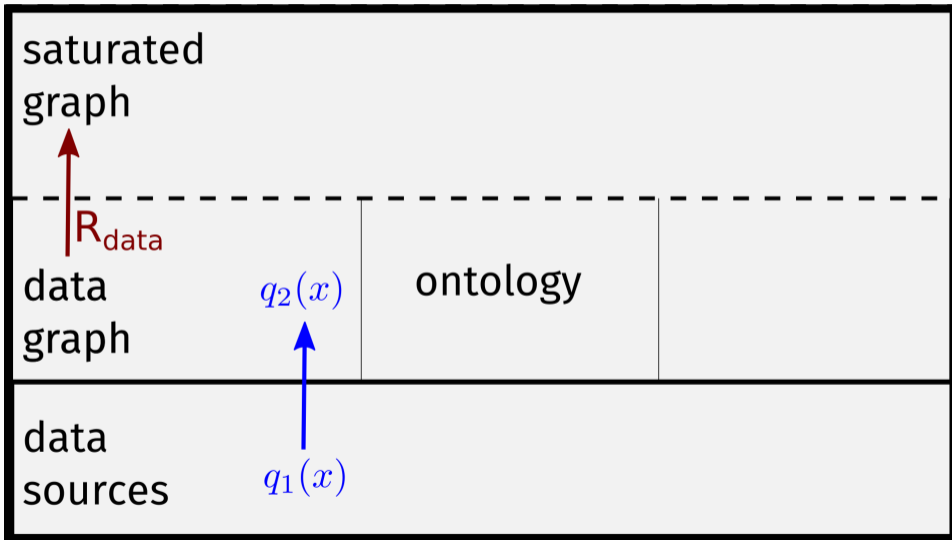 saturated
graph
R_data
data
graph
q_2(x)
ontology
data
sources
q_1(x)